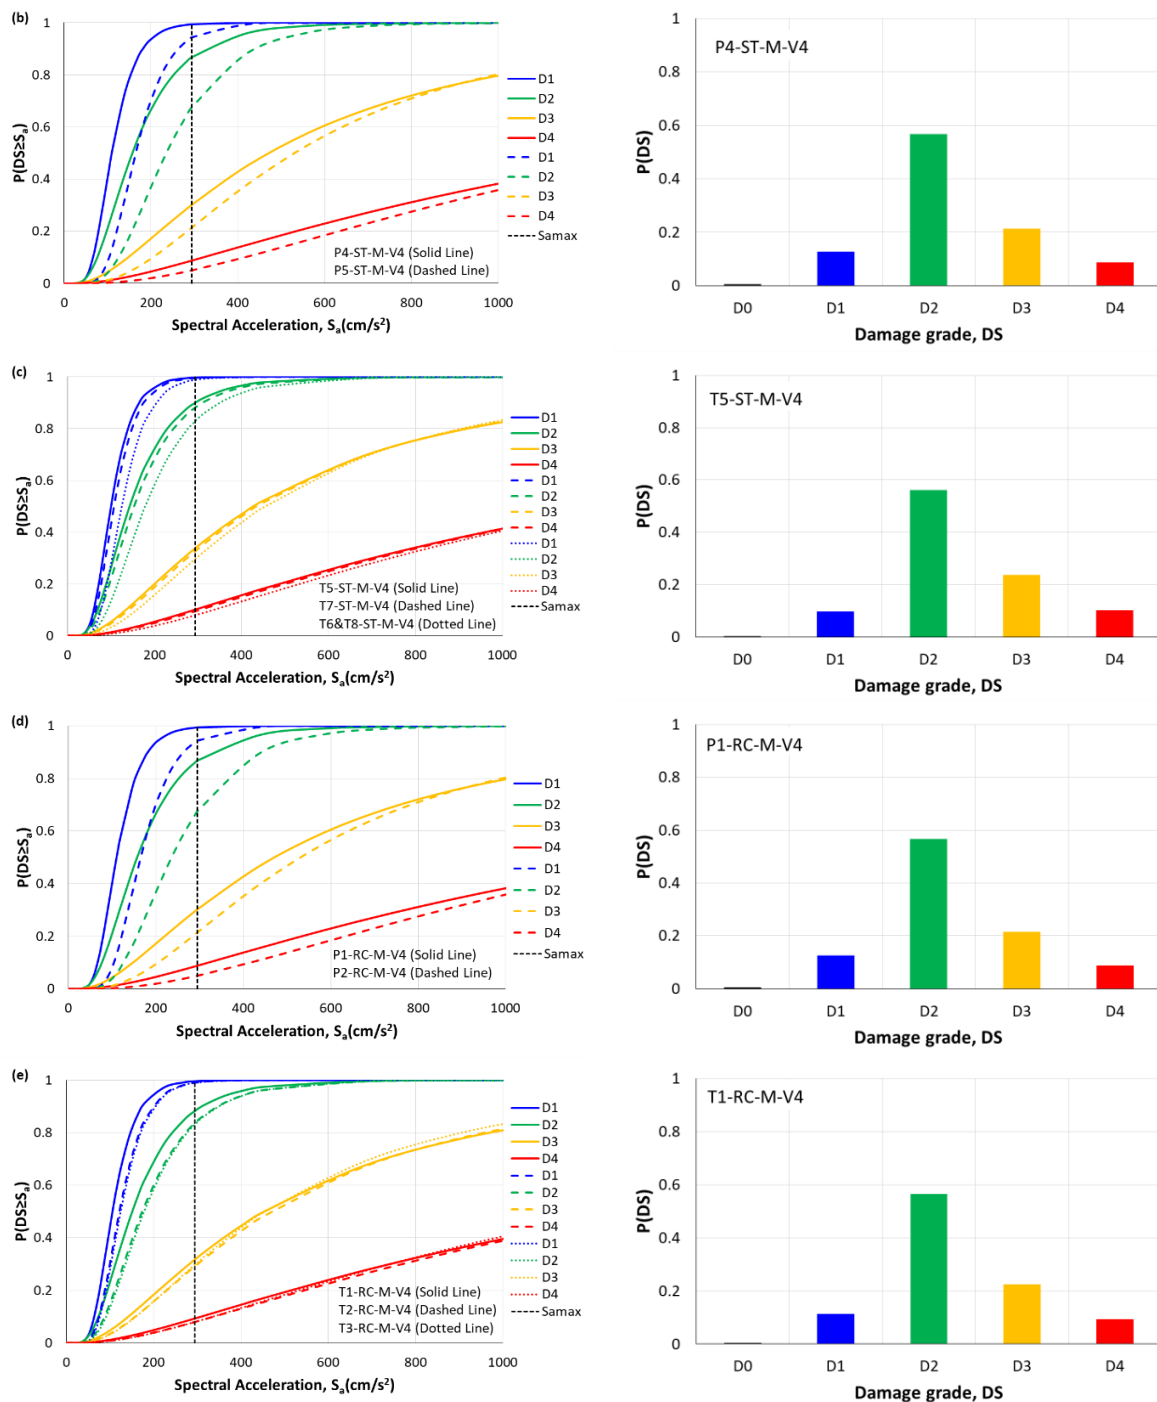 (b)
1
0.8
0.6
0.4
0.2
0
P(DS≥Sa)
0 200 400 600 800 1000
Spectral Acceleration, Sa(cm/s²)
D1
D2
D3
D4
D1
D2
D3
D4
Samax
P4-ST-M-V4 (Solid Line)
P5-ST-M-V4 (Dashed Line)
P4-ST-M-V4
1
0.8
0.6
0.4
0.2
0
P(DS)
D0 D1 D2 D3 D4
Damage grade, DS
(c)
1
0.8
0.6
0.4
0.2
0
P(DS≥Sa)
0 200 400 600 800 1000
Spectral Acceleration, Sa(cm/s²)
D1
D2
D3
D4
D1
D2
D3
D4
D1
D2
D3
D4
Samax
T5-ST-M-V4 (Solid Line)
T7-ST-M-V4 (Dashed Line)
T6&T8-ST-M-V4 (Dotted Line)
T5-ST-M-V4
1
0.8
0.6
0.4
0.2
0
P(DS)
D0 D1 D2 D3 D4
Damage grade, DS
(d)
1
0.8
0.6
0.4
0.2
0
P(DS≥Sa)
0 200 400 600 800 1000
Spectral Acceleration, Sa(cm/s²)
D1
D2
D3
D4
D1
D2
D3
D4
Samax
P1-RC-M-V4 (Solid Line)
P2-RC-M-V4 (Dashed Line)
P1-RC-M-V4
1
0.8
0.6
0.4
0.2
0
P(DS)
D0 D1 D2 D3 D4
Damage grade, DS
(e)
1
0.8
0.6
0.4
0.2
0
P(DS≥Sa)
0 200 400 600 800 1000
Spectral Acceleration, Sa(cm/s²)
D1
D2
D3
D4
D1
D2
D3
D4
D1
D2
D3
D4
Samax
T1-RC-M-V4 (Solid Line)
T2-RC-M-V4 (Dashed Line)
T3-RC-M-V4 (Dotted Line)
T1-RC-M-V4
1
0.8
0.6
0.4
0.2
0
P(DS)
D0 D1 D2 D3 D4
Damage grade, DS